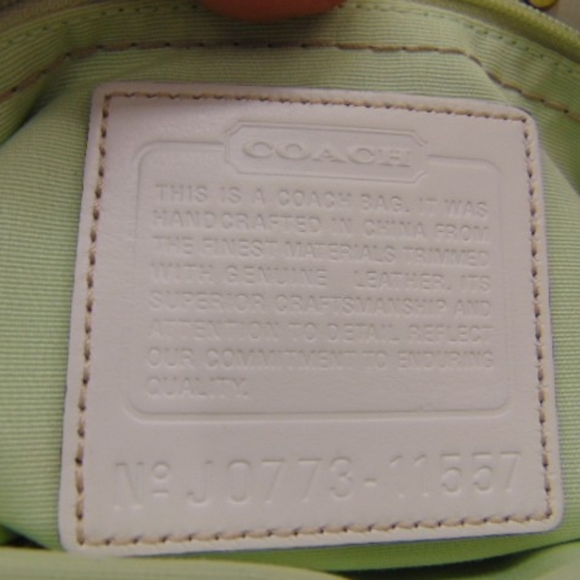 COACH
THIS IS A COACH BAG. IT WAS
HANDCRAFTED IN CHINA FROM
THE FINEST MATERIALS TRIMMED
WITH GENUINE LEATHER. ITS
SUPERIOR CRAFTSMANSHIP AND
ATTENTION TO DETAIL REFLECT
OUR COMMITMENT TO ENDURING
QUALITY.
Nº J0773-11557